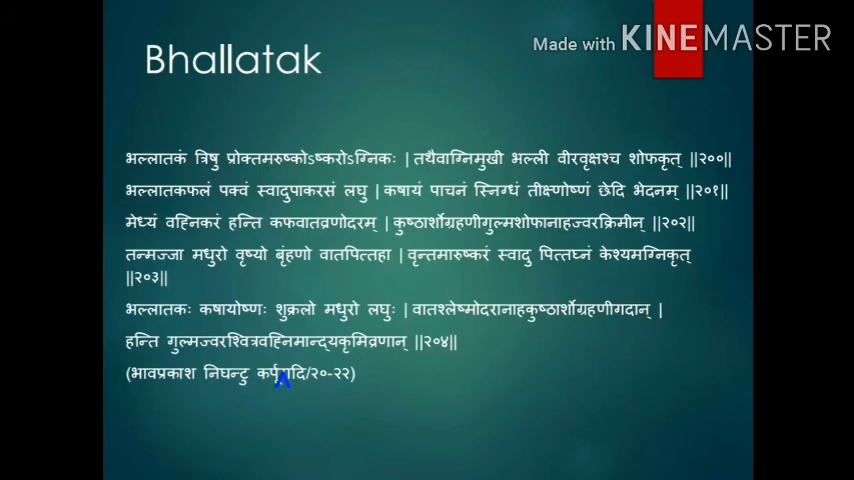 Made with KINEMASTER
Bhallatak
भल्लातकं त्रिषु प्रोक्तमरुष्कोऽष्करोऽग्निकः | तथैवाग्निमुखी भल्ली वीरवृक्षश्च शोफकृत् ||२००||
भल्लातकफलं पक्वं स्वादुपाकरसं लघु | कषायं पाचनं स्निग्धं तीक्ष्णोष्णं छेदि भेदनम् ||२०१||
मेध्यं वह्निकरं हन्ति कफवातव्रणोदरम् | कुष्ठार्शोग्रहणीगुल्मशोफानाहज्वरक्रिमीन् ||२०२||
तन्मज्जा मधुरो वृष्यो बृंहणो वातपित्तहा | वृन्तमारुष्करं स्वादु पित्तघ्नं केश्यमग्निकृत्
||२०३||
भल्लातकः कषायोष्णः शुक्रलो मधुरो लघुः | वातश्लेष्मोदरानाहकुष्ठार्शोग्रहणीगदान् |
हन्ति गुल्मज्वरश्वित्रवह्निमान्द्यकृमिव्रणान् ||२०४||
(भावप्रकाश निघन्टु /२०-२२)